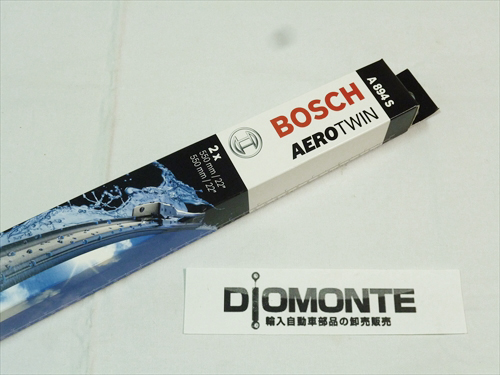 A 894 S
BOSCH
AEROTWIN
2 x
550 mm / 22"
550 mm / 22"
DIOMONTE
輸入自動車部品の卸売販売